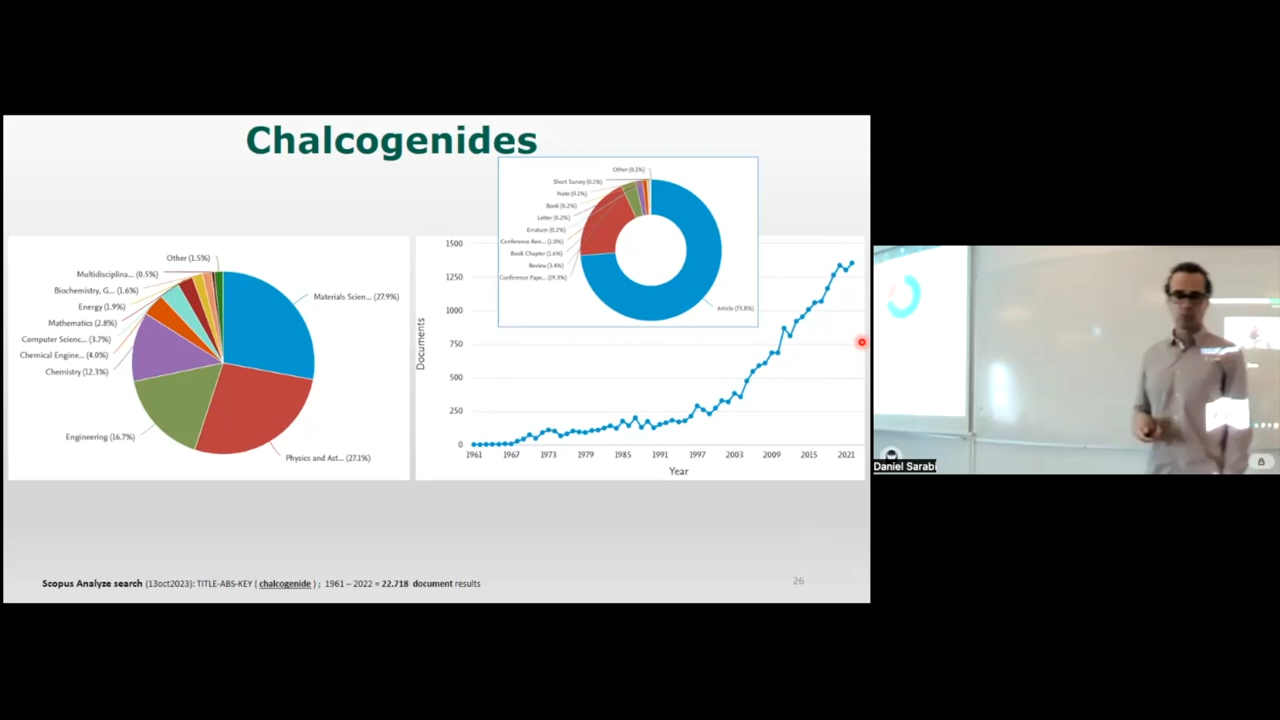 Chalcogenides
Other (1.5%)
Multidisciplina... (0.5%)
Biochemistry, G... (1.6%)
Energy (1.9%)
Mathematics (2.8%)
Computer Scienc... (3.7%)
Chemical Engine... (4.0%)
Chemistry (12.3%)
Engineering (16.7%)
Materials Scien... (27.9%)
Physics and Ast... (27.1%)
Other (0.1%)
Short Survey (0.1%)
Note (0.1%)
Book (0.2%)
Letter (0.2%)
Erratum (0.2%)
Conference Revi... (1.0%)
Book Chapter (1.6%)
Review (3.4%)
Conference Pape... (19.3%)
Article (73.8%)
Documents
1500
1250
1000
750
500
250
0
1961 1967 1973 1979 1985 1991 1997 2003 2009 2015 2021
Year
Scopus Analyze search (13oct2023): TITLE-ABS-KEY ( chalcogenide ) ; 1961 – 2022 = 22.718 document results
26
Daniel Sarabi